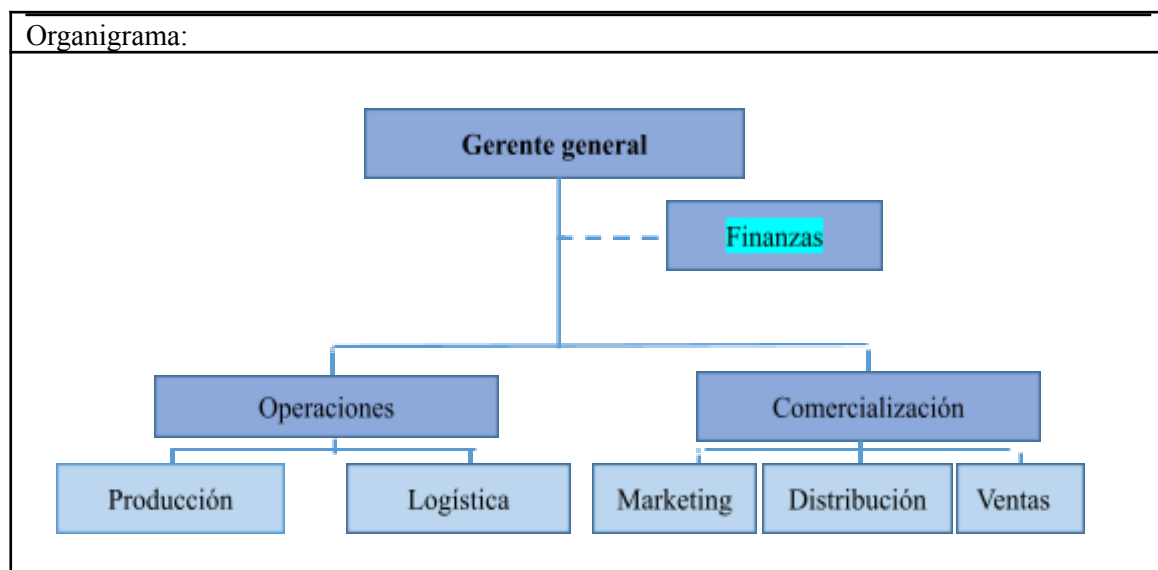 Organigrama:
Gerente general
Finanzas
Operaciones
Comercialización
Producción
Logística
Marketing
Distribución
Ventas